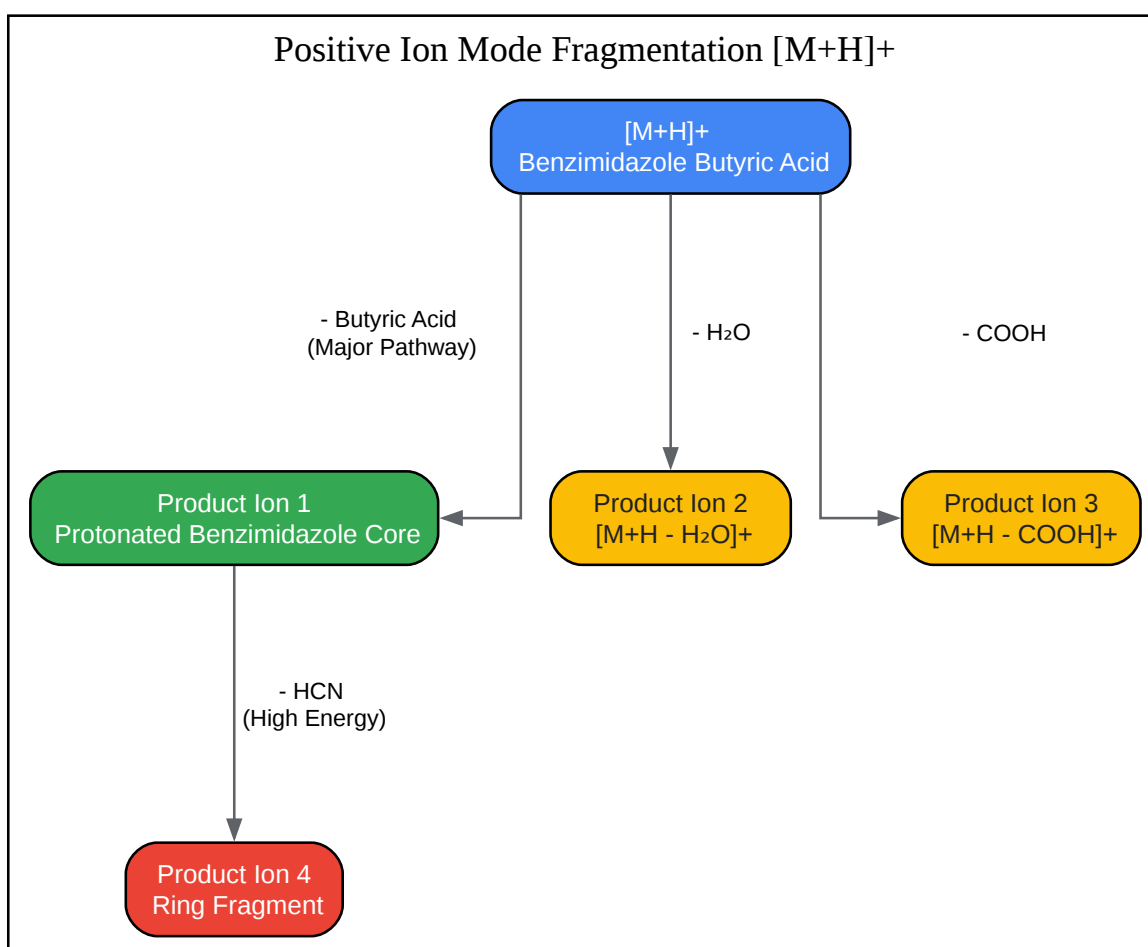 Positive Ion Mode Fragmentation [M+H]+
[M+H]+
Benzimidazole Butyric Acid
- Butyric Acid
(Major Pathway)
- H₂O
- COOH
Product Ion 1
Protonated Benzimidazole Core
Product Ion 2
[M+H - H₂O]+
Product Ion 3
[M+H - COOH]+
- HCN
(High Energy)
Product Ion 4
Ring Fragment